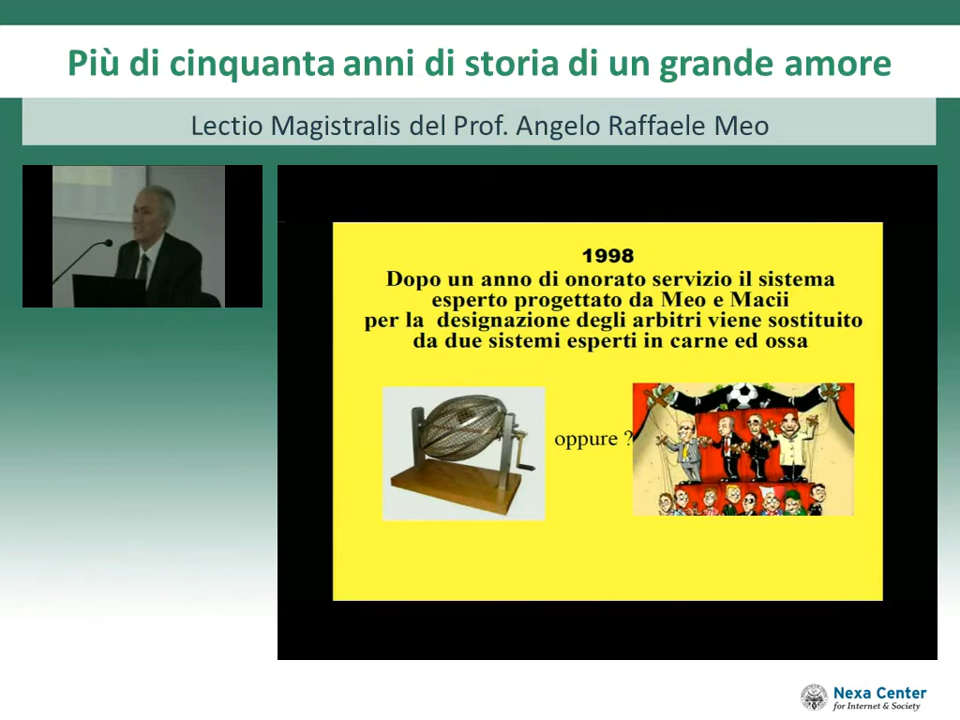 Più di cinquanta anni di storia di un grande amore
Lectio Magistralis del Prof. Angelo Raffaele Meo
1998
Dopo un anno di onorato servizio il sistema
esperto progettato da Meo e Macii
per la designazione degli arbitri viene sostituito
da due sistemi esperti in carne ed ossa
oppure ?
Nexa Center
for Internet & Society